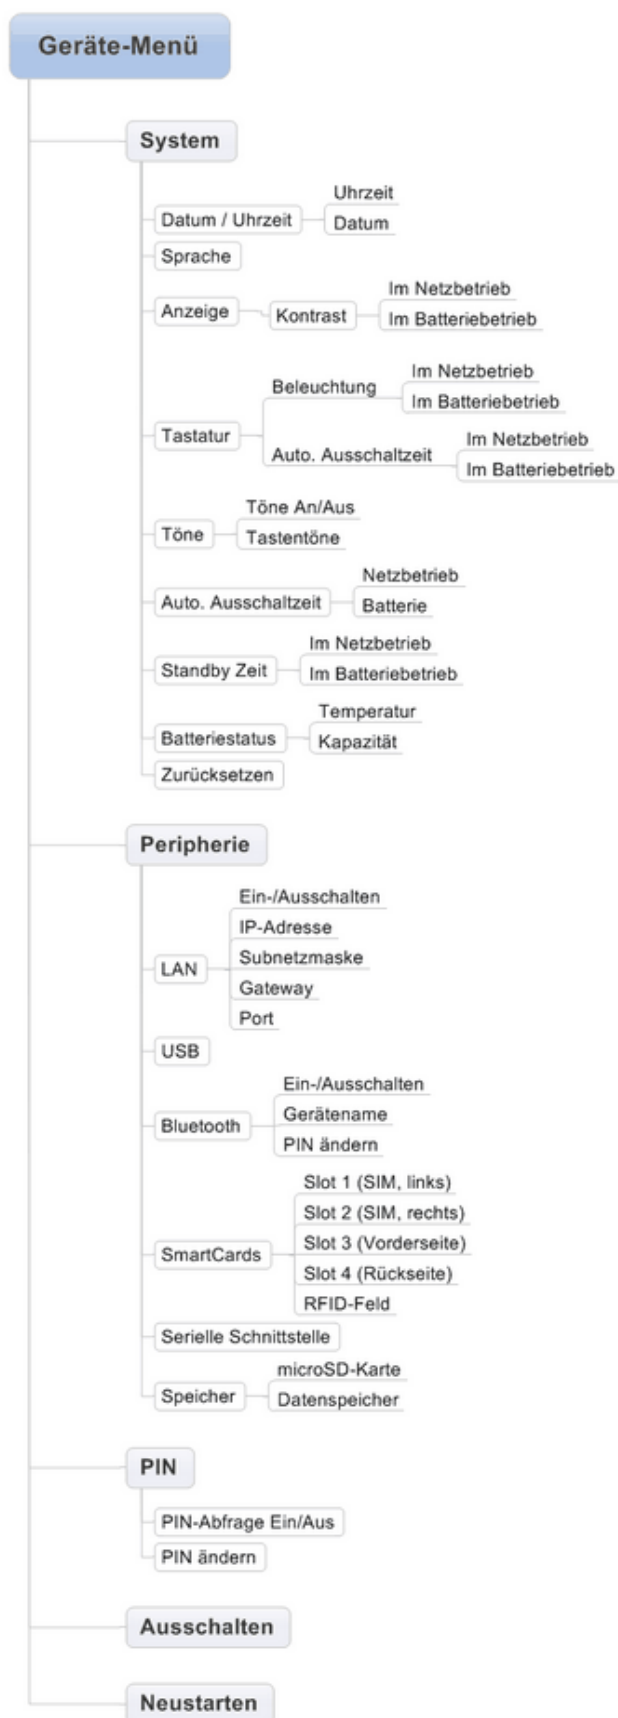 Geräte-Menü
System
Datum / Uhrzeit
Uhrzeit
Datum
Sprache
Anzeige
Kontrast
Im Netzbetrieb
Im Batteriebetrieb
Tastatur
Beleuchtung
Im Netzbetrieb
Im Batteriebetrieb
Auto. Ausschaltzeit
Im Netzbetrieb
Im Batteriebetrieb
Töne
Töne An/Aus
Tastentöne
Auto. Ausschaltzeit
Netzbetrieb
Batterie
Standby Zeit
Im Netzbetrieb
Im Batteriebetrieb
Batteriestatus
Temperatur
Kapazität
Zurücksetzen
Peripherie
LAN
Ein-/Ausschalten
IP-Adresse
Subnetzmaske
Gateway
Port
USB
Bluetooth
Ein-/Ausschalten
Gerätename
PIN ändern
SmartCards
Slot 1 (SIM, links)
Slot 2 (SIM, rechts)
Slot 3 (Vorderseite)
Slot 4 (Rückseite)
RFID-Feld
Serielle Schnittstelle
Speicher
microSD-Karte
Datenspeicher
PIN
PIN-Abfrage Ein/Aus
PIN ändern
Ausschalten
Neustarten